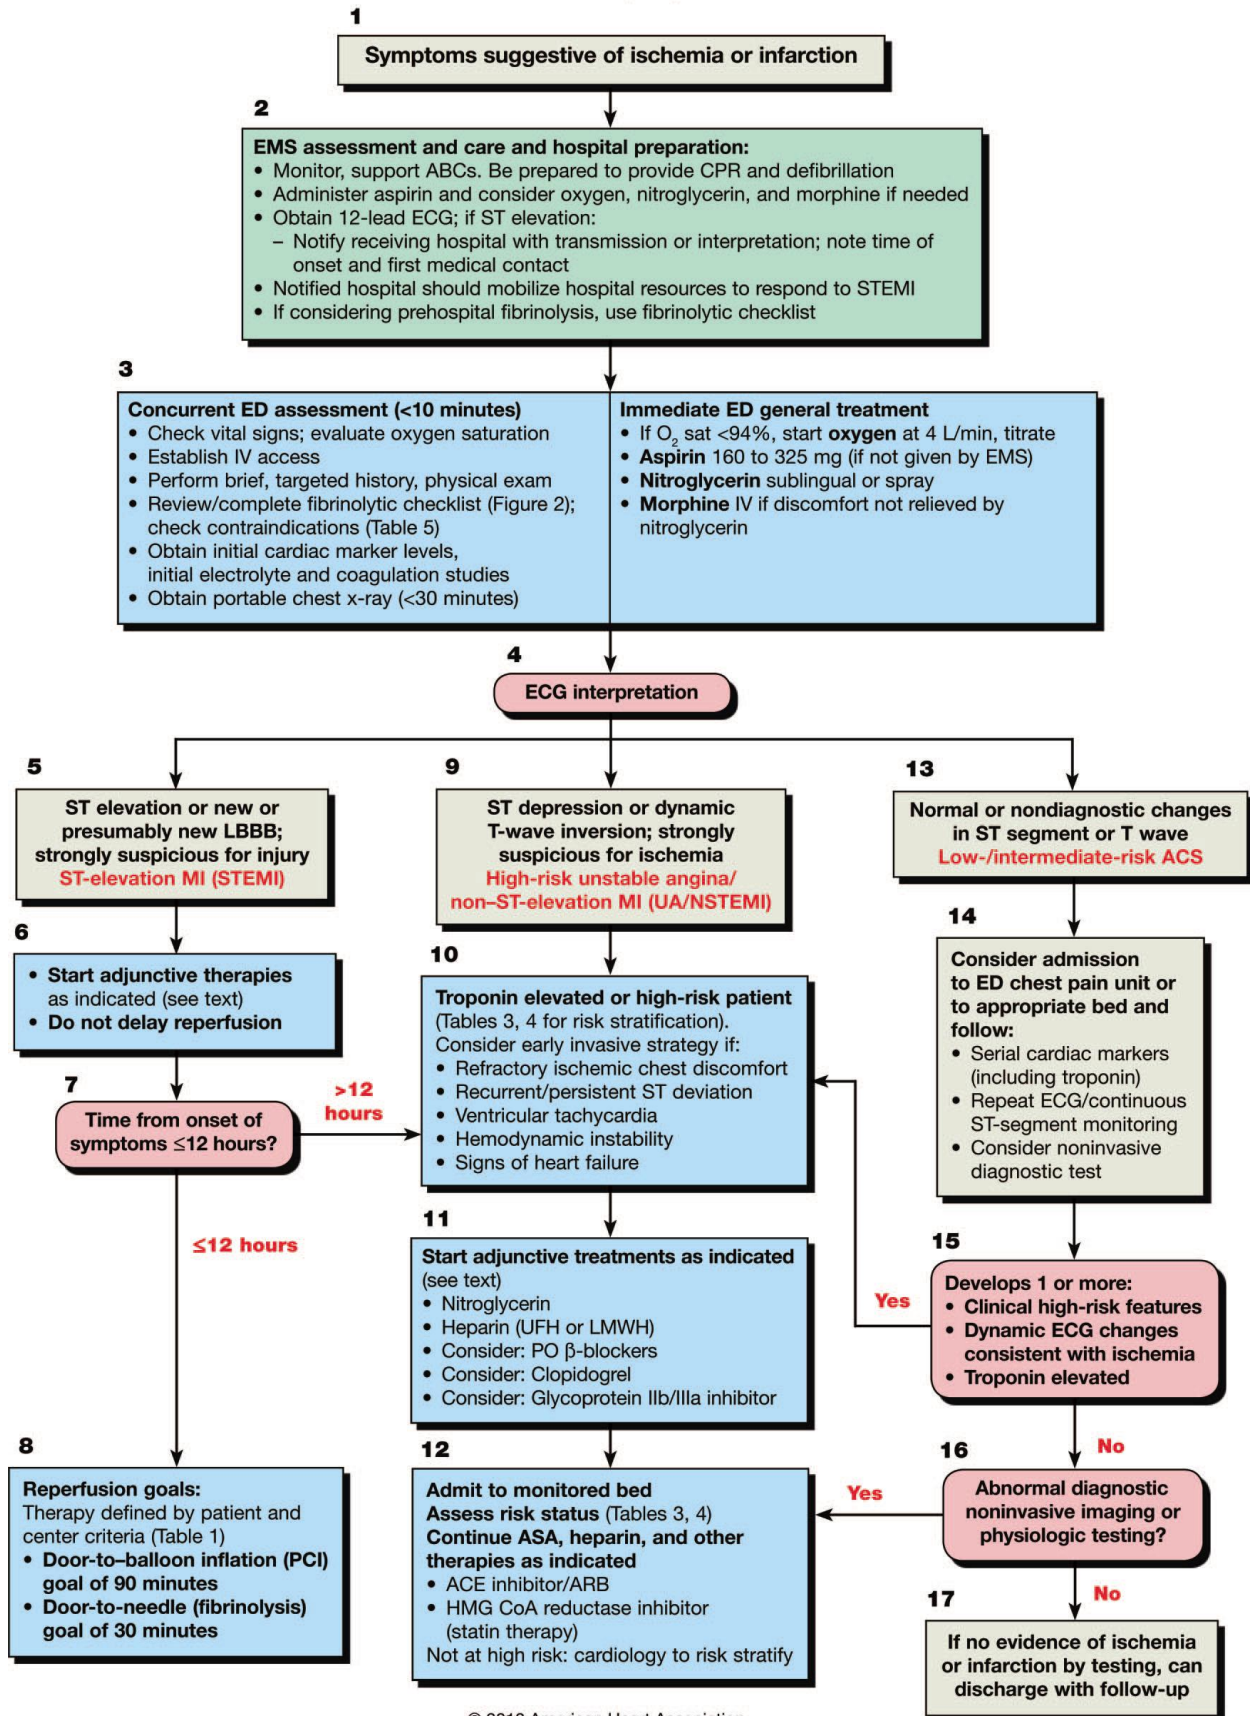 1
Symptoms suggestive of ischemia or infarction
2
EMS assessment and care and hospital preparation:
• Monitor, support ABCs. Be prepared to provide CPR and defibrillation
• Administer aspirin and consider oxygen, nitroglycerin, and morphine if needed
• Obtain 12-lead ECG; if ST elevation:
– Notify receiving hospital with transmission or interpretation; note time of
onset and first medical contact
• Notified hospital should mobilize hospital resources to respond to STEMI
• If considering prehospital fibrinolysis, use fibrinolytic checklist
3
Concurrent ED assessment (<10 minutes)
• Check vital signs; evaluate oxygen saturation
• Establish IV access
• Perform brief, targeted history, physical exam
• Review/complete fibrinolytic checklist (Figure 2);
check contraindications (Table 5)
• Obtain initial cardiac marker levels,
initial electrolyte and coagulation studies
• Obtain portable chest x-ray (<30 minutes)
Immediate ED general treatment
• If O2 sat <94%, start oxygen at 4 L/min, titrate
• Aspirin 160 to 325 mg (if not given by EMS)
• Nitroglycerin sublingual or spray
• Morphine IV if discomfort not relieved by
nitroglycerin
4
ECG interpretation
5
ST elevation or new or
presumably new LBBB;
strongly suspicious for injury
ST-elevation MI (STEMI)
6
• Start adjunctive therapies
as indicated (see text)
• Do not delay reperfusion
7
Time from onset of
symptoms ≤12 hours?
>12
hours
≤12 hours
8
Reperfusion goals:
Therapy defined by patient and
center criteria (Table 1)
• Door-to–balloon inflation (PCI)
goal of 90 minutes
• Door-to-needle (fibrinolysis)
goal of 30 minutes
9
ST depression or dynamic
T-wave inversion; strongly
suspicious for ischemia
High-risk unstable angina/
non–ST-elevation MI (UA/NSTEMI)
10
Troponin elevated or high-risk patient
(Tables 3, 4 for risk stratification).
Consider early invasive strategy if:
• Refractory ischemic chest discomfort
• Recurrent/persistent ST deviation
• Ventricular tachycardia
• Hemodynamic instability
• Signs of heart failure
11
Start adjunctive treatments as indicated
(see text)
• Nitroglycerin
• Heparin (UFH or LMWH)
• Consider: PO β-blockers
• Consider: Clopidogrel
• Consider: Glycoprotein IIb/IIIa inhibitor
12
Admit to monitored bed
Assess risk status (Tables 3, 4)
Continue ASA, heparin, and other
therapies as indicated
• ACE inhibitor/ARB
• HMG CoA reductase inhibitor
(statin therapy)
Not at high risk: cardiology to risk stratify
13
Normal or nondiagnostic changes
in ST segment or T wave
Low-/intermediate-risk ACS
14
Consider admission
to ED chest pain unit or
to appropriate bed and
follow:
• Serial cardiac markers
(including troponin)
• Repeat ECG/continuous
ST-segment monitoring
• Consider noninvasive
diagnostic test
15
Develops 1 or more:
• Clinical high-risk features
• Dynamic ECG changes
consistent with ischemia
• Troponin elevated
Yes
No
16
Abnormal diagnostic
noninvasive imaging or
physiologic testing?
Yes
No
17
If no evidence of ischemia
or infarction by testing, can
discharge with follow-up
American Heart Association